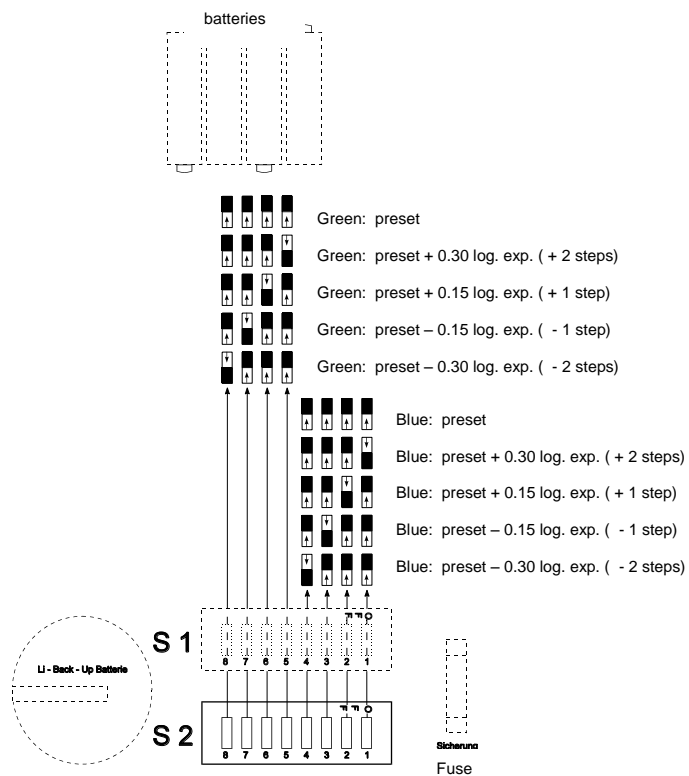 batteries
Green: preset
Green: preset + 0.30 log. exp. ( + 2 steps)
Green: preset + 0.15 log. exp. ( + 1 step)
Green: preset – 0.15 log. exp. ( - 1 step)
Green: preset – 0.30 log. exp. ( - 2 steps)
Blue: preset
Blue: preset + 0.30 log. exp. ( + 2 steps)
Blue: preset + 0.15 log. exp. ( + 1 step)
Blue: preset – 0.15 log. exp. ( - 1 step)
Blue: preset – 0.30 log. exp. ( - 2 steps)
OFF
S 1
8 7 6 5 4 3 2 1
Li - Back - Up Batterie
OFF
S 2
8 7 6 5 4 3 2 1
Sicherung
Fuse